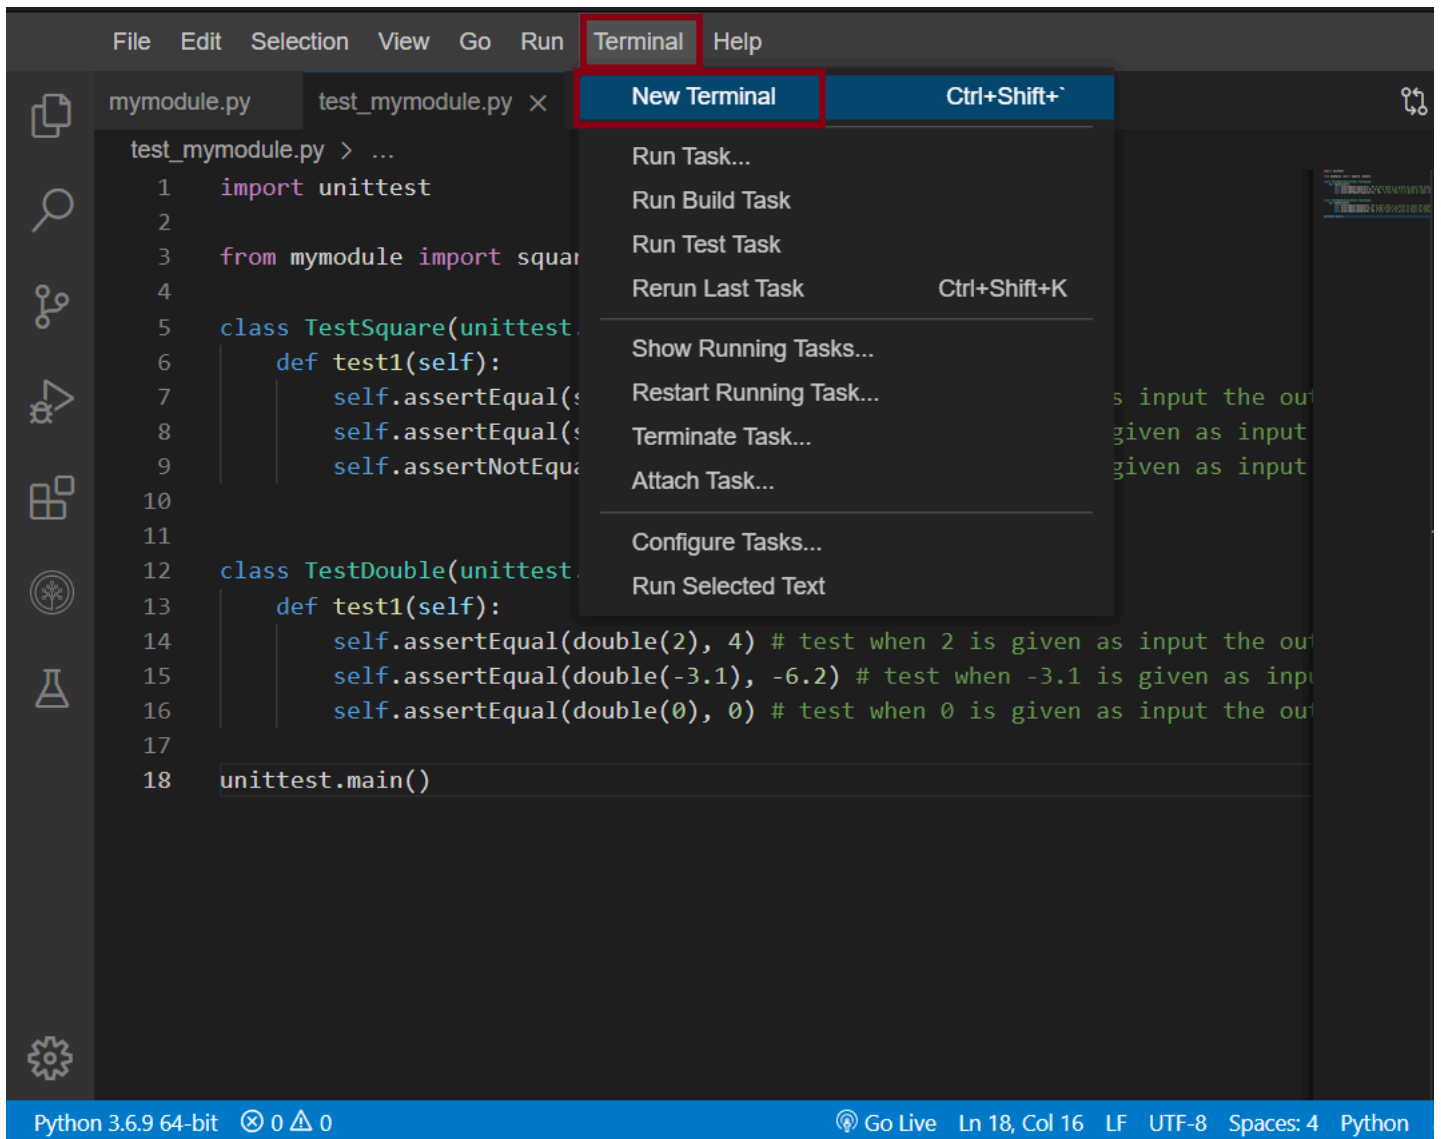 File Edit Selection View Go Run Terminal Help
mymodule.py test_mymodule.py
New Terminal Ctrl+Shift+`
test_mymodule.py > ...
Run Task...
Run Build Task
Run Test Task
Rerun Last Task Ctrl+Shift+K
Show Running Tasks...
Restart Running Task...
Terminate Task...
Attach Task...
Configure Tasks...
Run Selected Text
1 import unittest
2
3 from mymodule import squar
4
5 class TestSquare(unittest.
6 def test1(self):
7 self.assertEqual( s input the out
8 self.assertEqual( given as input
9 self.assertNotEqua given as input
10
11
12 class TestDouble(unittest.
13 def test1(self):
14 self.assertEqual(double(2), 4) # test when 2 is given as input the out
15 self.assertEqual(double(-3.1), -6.2) # test when -3.1 is given as inpu
16 self.assertEqual(double(0), 0) # test when 0 is given as input the out
17
18 unittest.main()
Python 3.6.9 64-bit 0 0 Go Live Ln 18, Col 16 LF UTF-8 Spaces: 4 Python